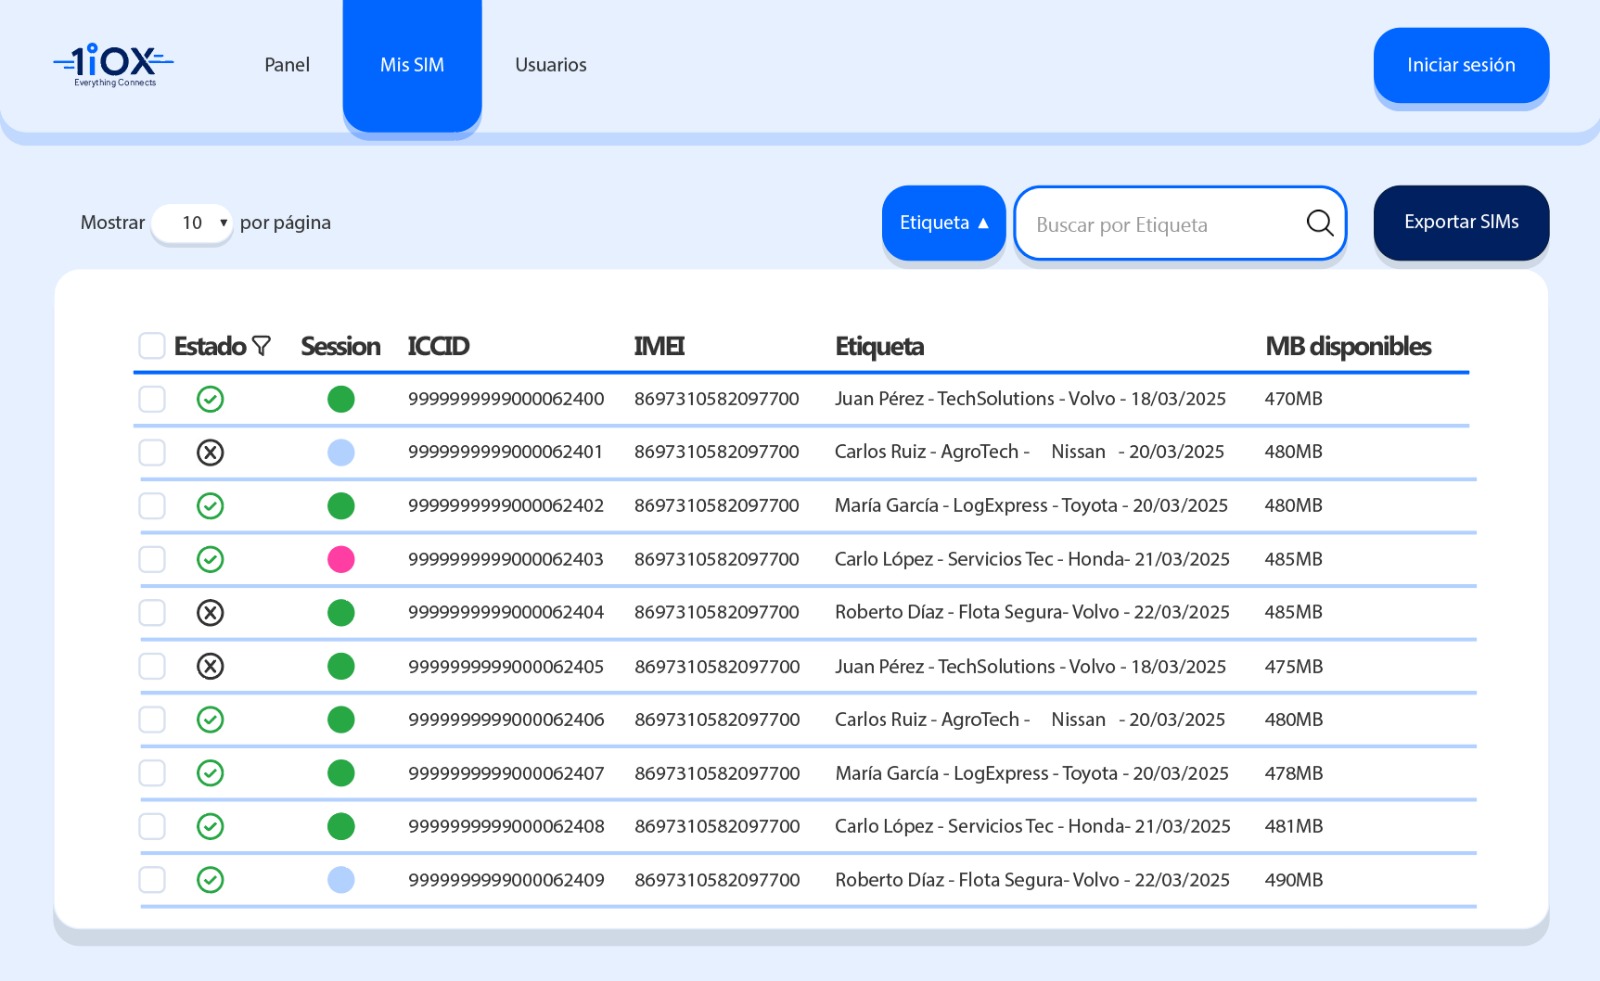 1iOX
Everything Connects
Panel
Mis SIM
Usuarios
Iniciar sesión
Mostrar 10 por página
Etiqueta
Buscar por Etiqueta
Exportar SIMs
Estado Session ICCID IMEI Etiqueta MB disponibles
9999999999000062400 8697310582097700 Juan Pérez - TechSolutions - Volvo - 18/03/2025 470MB
9999999999000062401 8697310582097700 Carlos Ruiz - AgroTech - Nissan - 20/03/2025 480MB
9999999999000062402 8697310582097700 María García - LogExpress - Toyota - 20/03/2025 480MB
9999999999000062403 8697310582097700 Carlo López - Servicios Tec - Honda- 21/03/2025 485MB
9999999999000062404 8697310582097700 Roberto Díaz - Flota Segura- Volvo - 22/03/2025 485MB
9999999999000062405 8697310582097700 Juan Pérez - TechSolutions - Volvo - 18/03/2025 475MB
9999999999000062406 8697310582097700 Carlos Ruiz - AgroTech - Nissan - 20/03/2025 480MB
9999999999000062407 8697310582097700 María García - LogExpress - Toyota - 20/03/2025 478MB
9999999999000062408 8697310582097700 Carlo López - Servicios Tec - Honda- 21/03/2025 481MB
9999999999000062409 8697310582097700 Roberto Díaz - Flota Segura- Volvo - 22/03/2025 490MB